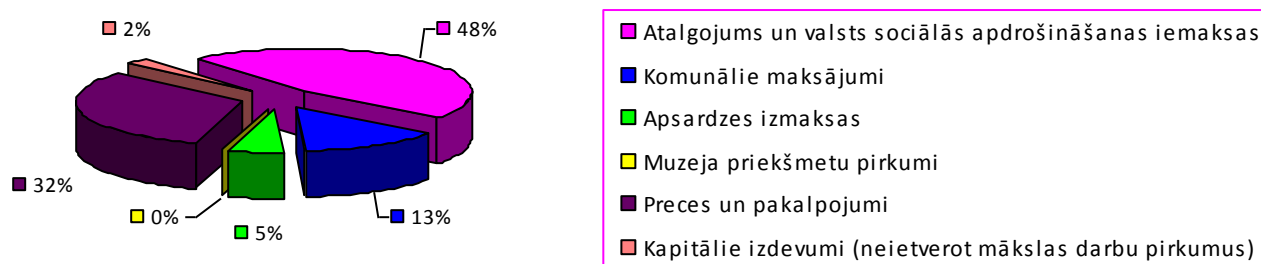 2%
48%
32%
0%
5%
13%
Atalgojums un valsts sociālās apdrošināšanas iemaksas
Komunālie maksājumi
Apsardzes izmaksas
Muzeja priekšmetu pirkumi
Preces un pakalpojumi
Kapitālie izdevumi (neietverot mākslas darbu pirkumus)